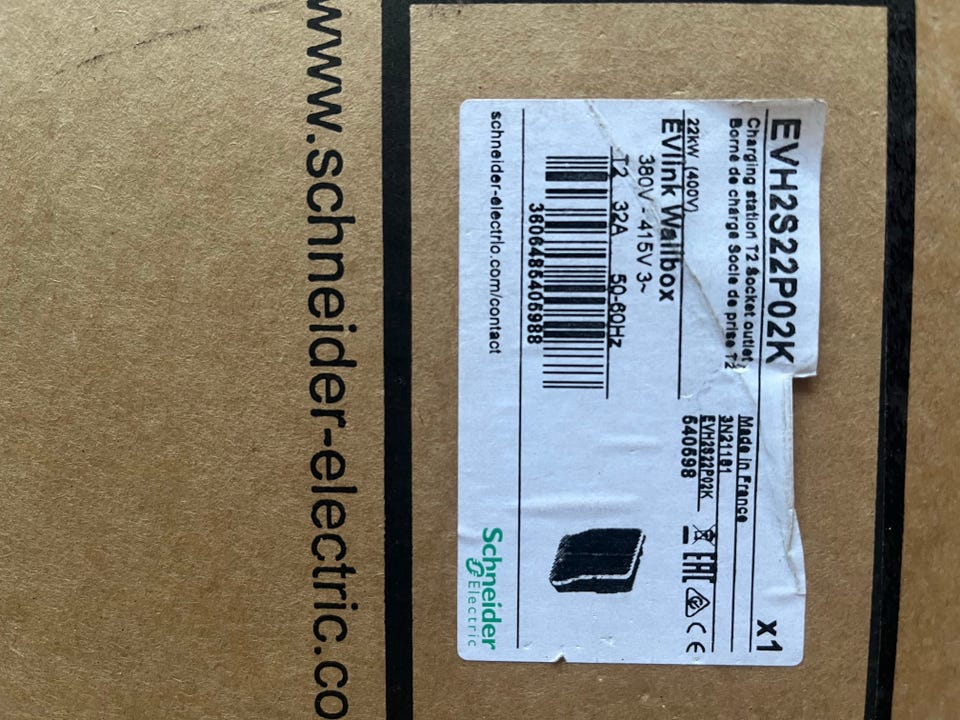 EVH2S22P02K x1
Charging station T2 Socket outlet
Borne de charge Socle de prise T2
Made in France
3N21181
EVH2S22P02K
640698
22kW (400V)
EVlink Wallbox
380V - 415V 3~
T2 32A 50-60Hz
EAC
CE
schneider-electric.com/contact
Schneider
Electric
www.schneider-electric.co